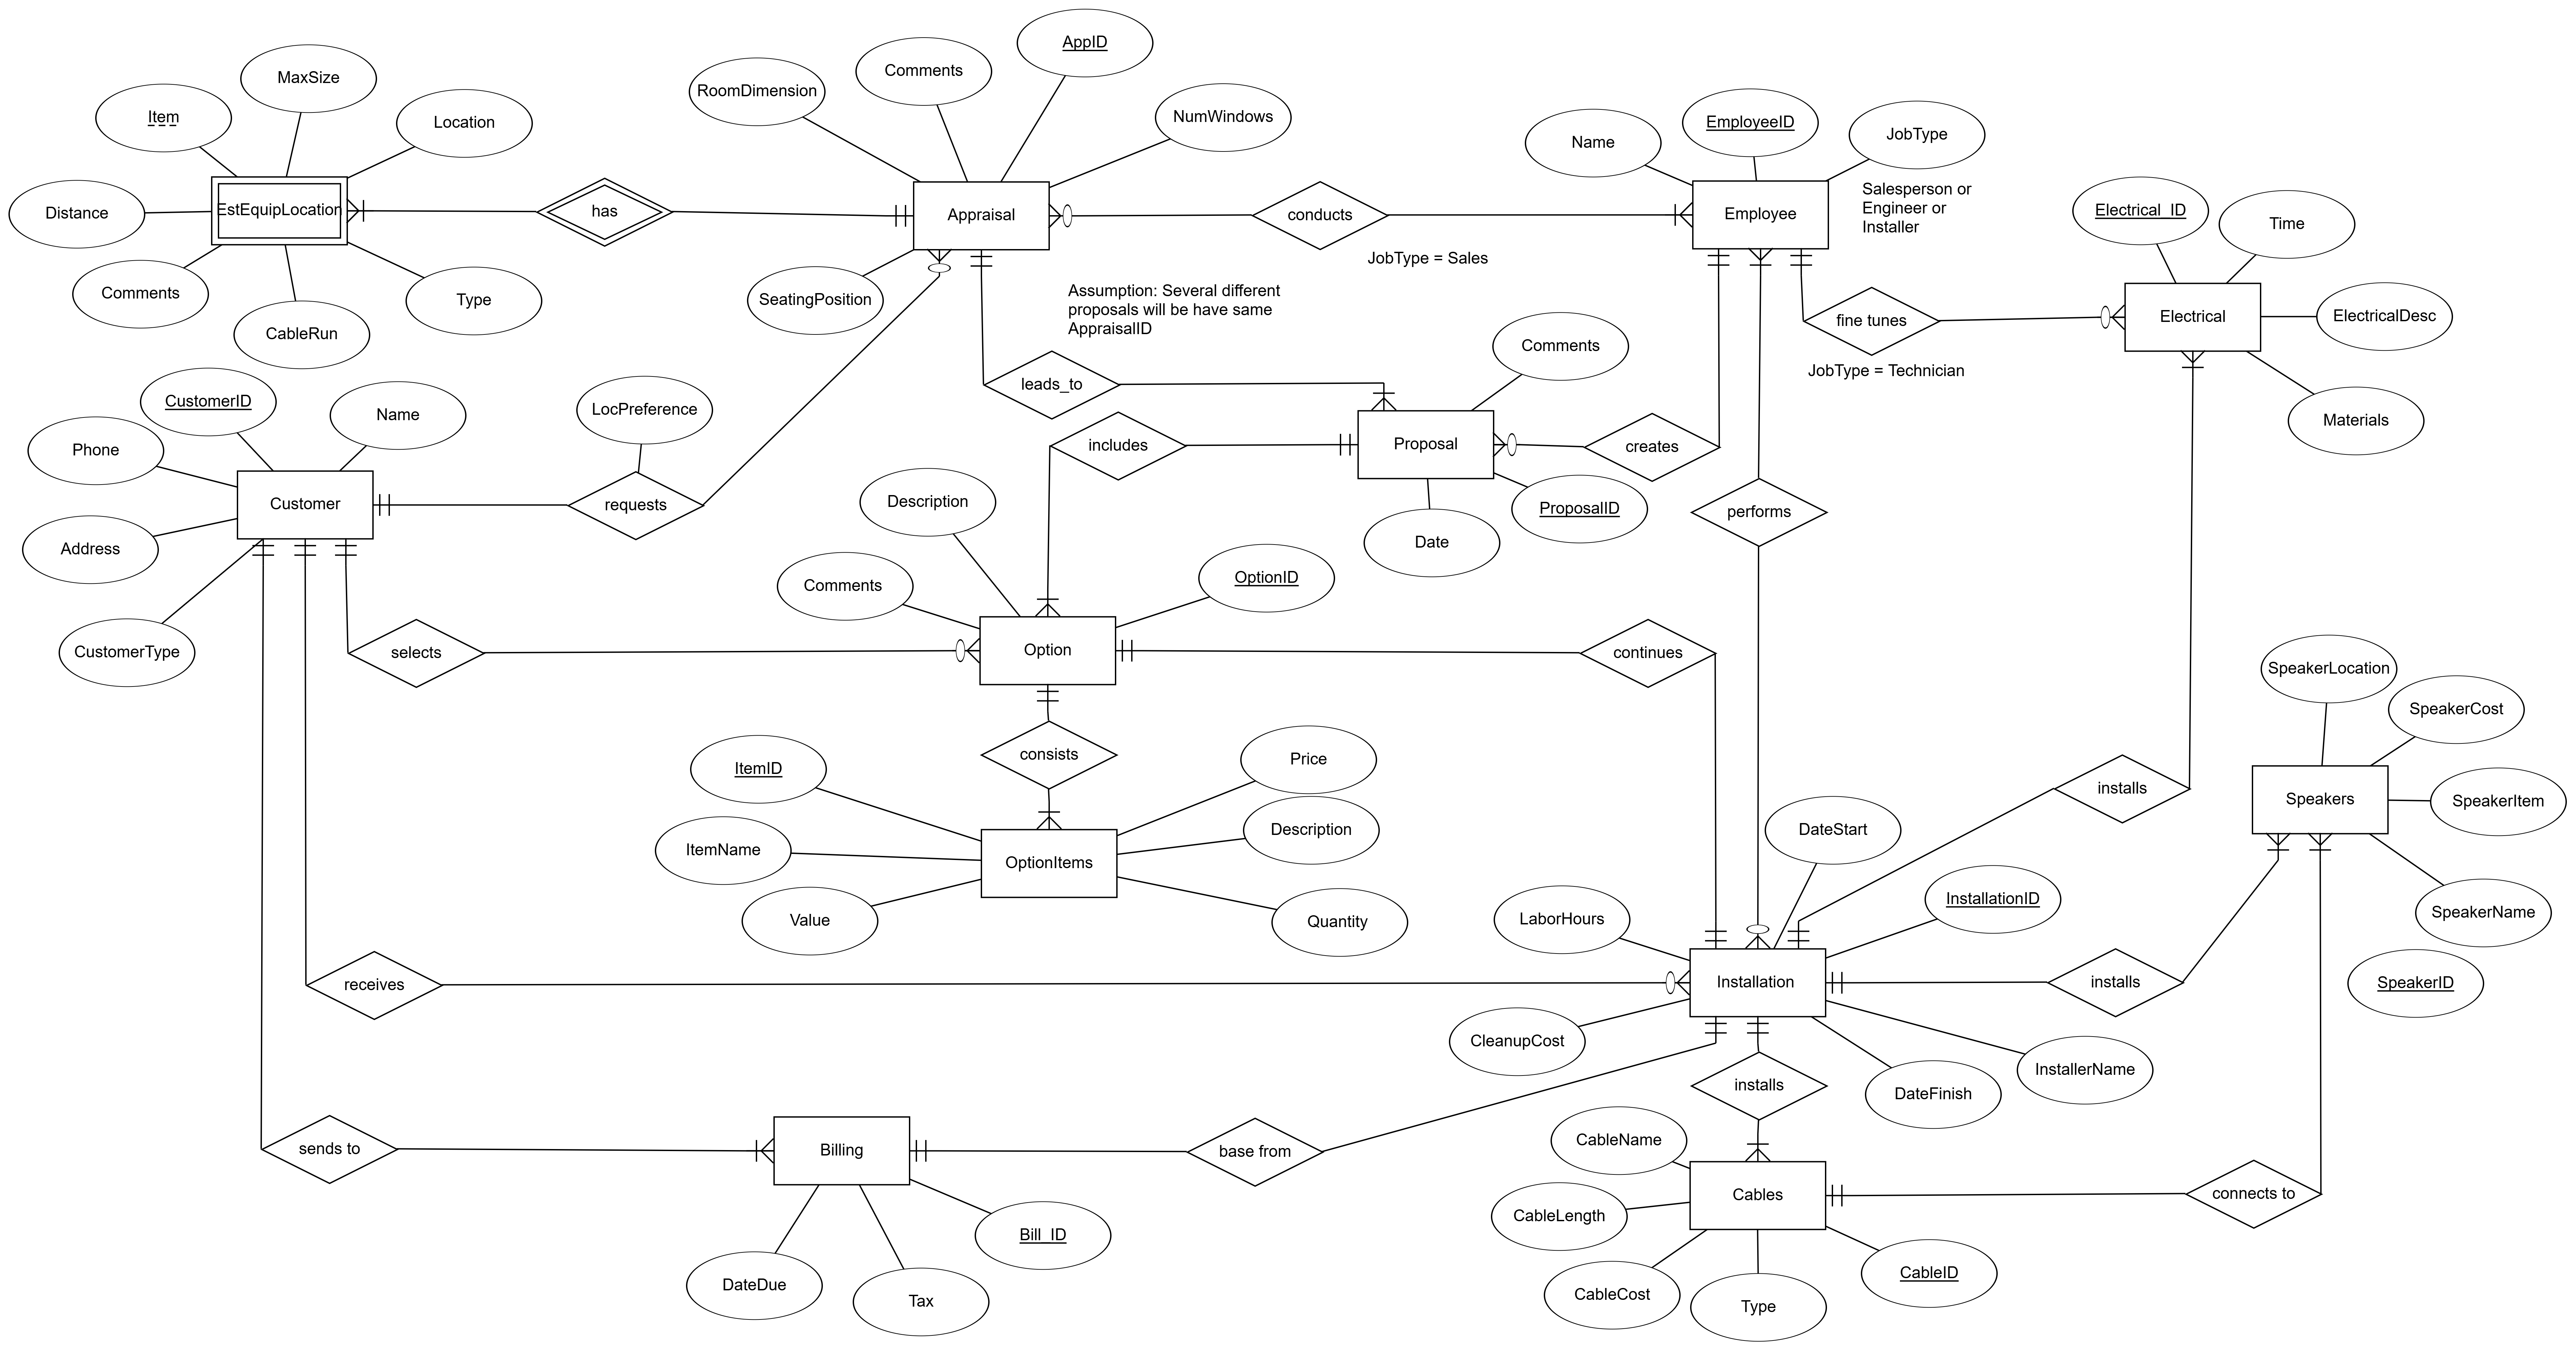 AppID
MaxSize
Comments
RoomDimension
Item
Location
NumWindows
EmployeeID
Name
JobType
Distance
EstEquipLocation
has
Appraisal
conducts
Employee
Salesperson or
Engineer or
Installer
Electrical_ID
Time
JobType = Sales
Comments
CableRun
Type
SeatingPosition
Assumption: Several different
proposals will be have same
AppraisalID
fine tunes
Electrical
ElectricalDesc
JobType = Technician
Materials
Comments
leads_to
CustomerID
Name
LocPreference
Phone
includes
Proposal
creates
Customer
requests
Description
ProposalID
performs
Address
Date
Comments
OptionID
CustomerType
selects
Option
continues
SpeakerLocation
SpeakerCost
consists
ItemID
Price
installs
Speakers
SpeakerItem
ItemName
OptionItems
Description
DateStart
Value
Quantity
LaborHours
InstallationID
SpeakerName
receives
Installation
installs
SpeakerID
CleanupCost
installs
DateFinish
InstallerName
sends to
Billing
base from
CableName
Cables
connects to
CableLength
Bill_ID
DateDue
Tax
CableCost
Type
CableID